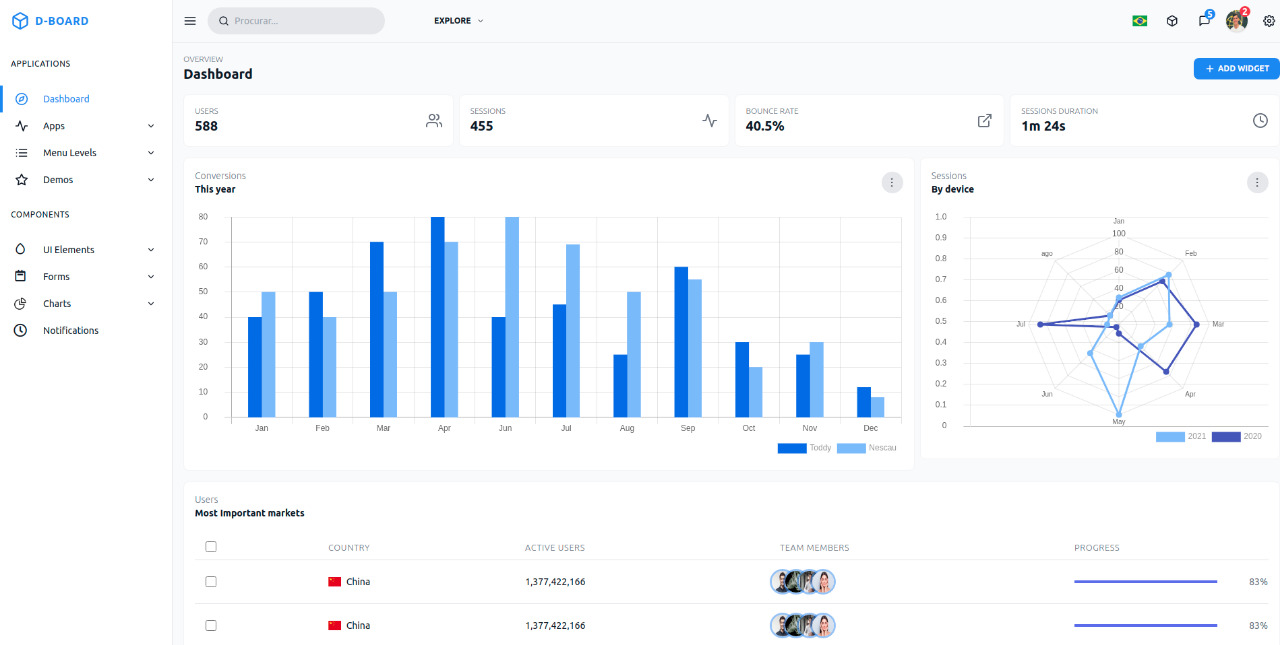 D-BOARD
Procurar...
EXPLORE
5
2
APPLICATIONS
Dashboard
Apps
Menu Levels
Demos
COMPONENTS
UI Elements
Forms
Charts
Notifications
OVERVIEW
Dashboard
ADD WIDGET
USERS
588
SESSIONS
455
BOUNCE RATE
40.5%
SESSIONS DURATION
1m 24s
Conversions
This year
80
70
60
50
40
30
20
10
0
Jan Feb Mar Apr Jun Jul Aug Sep Oct Nov Dec
Toddy Nescau
Sessions
By device
1.0
0.9
0.8
0.7
0.6
0.5
0.4
0.3
0.2
0.1
0
Jan
100
80
60
40
20
Feb
Mar
Apr
May
Jun
Jul
ago
2021 2020
Users
Most Important markets
COUNTRY ACTIVE USERS TEAM MEMBERS PROGRESS
China 1,377,422,166 83%
China 1,377,422,166 83%